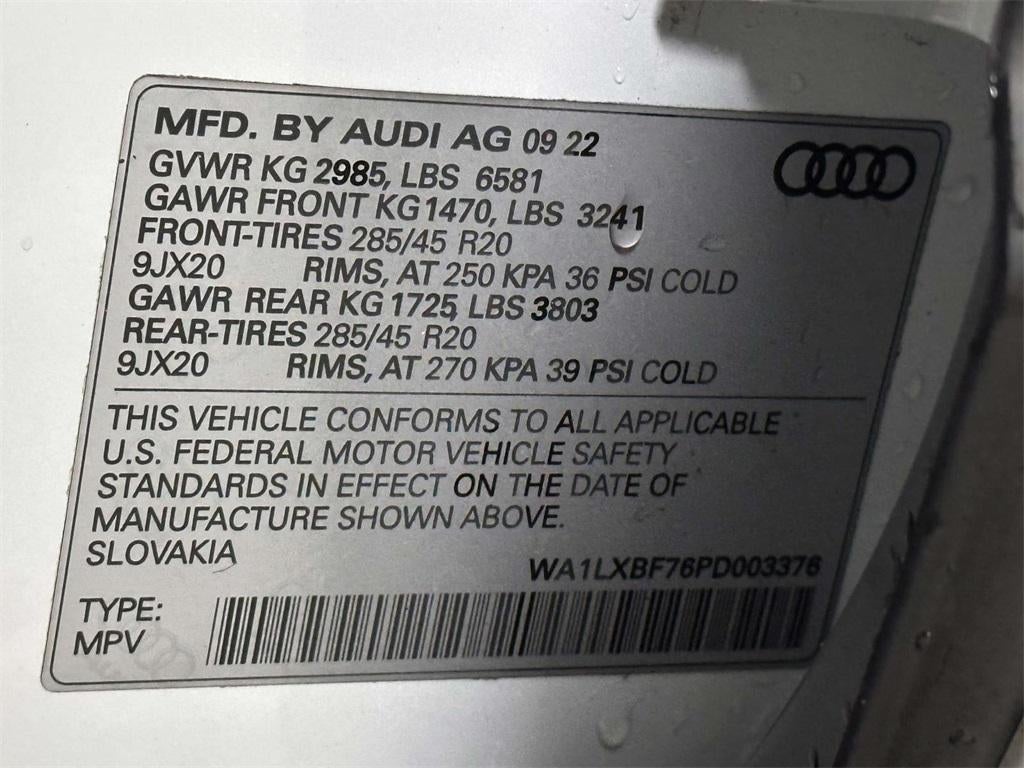 MFD. BY AUDI AG 09 22
GVWR KG 2985, LBS 6581
GAWR FRONT KG 1470, LBS 3241
FRONT-TIRES 285/45 R20
9JX20 RIMS, AT 250 KPA 36 PSI COLD
GAWR REAR KG 1725, LBS 3803
REAR-TIRES 285/45 R20
9JX20 RIMS, AT 270 KPA 39 PSI COLD
THIS VEHICLE CONFORMS TO ALL APPLICABLE
U.S. FEDERAL MOTOR VEHICLE SAFETY
STANDARDS IN EFFECT ON THE DATE OF
MANUFACTURE SHOWN ABOVE.
SLOVAKIA
WA1LXBF76PD003376
TYPE:
MPV